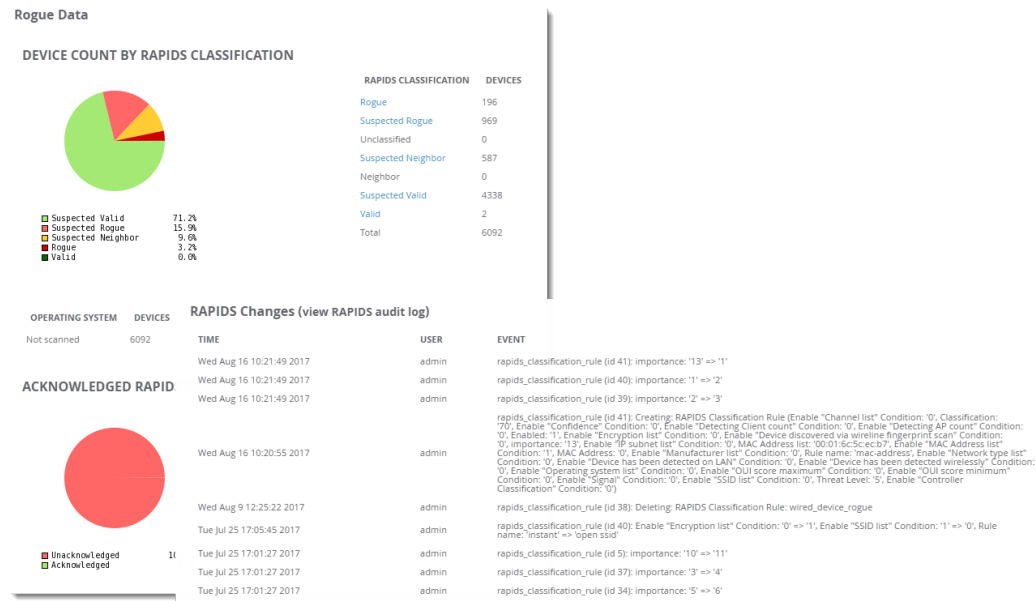 Rogue Data
DEVICE COUNT BY RAPIDS CLASSIFICATION
RAPIDS CLASSIFICATION DEVICES
Rogue 196
Suspected Rogue 969
Unclassified 0
Suspected Neighbor 587
Neighbor 0
Suspected Valid 4338
Valid 2
Total 6092
Suspected Valid 71.2%
Suspected Rogue 15.9%
Suspected Neighbor 9.6%
Rogue 3.2%
Valid 0.0%
OPERATING SYSTEM DEVICES
Not scanned 6092
ACKNOWLEDGED RAPID
Unacknowledged 10
Acknowledged
RAPIDS Changes (view RAPIDS audit log)
TIME USER EVENT
Wed Aug 16 10:21:49 2017 admin rapids_classification_rule (id 41): importance: '13' => '1'
Wed Aug 16 10:21:49 2017 admin rapids_classification_rule (id 40): importance: '1' => '2'
Wed Aug 16 10:21:49 2017 admin rapids_classification_rule (id 39): importance: '2' => '3'
Wed Aug 16 10:20:55 2017 admin rapids_classification_rule (id 41): Creating: RAPIDS Classification Rule (Enable "Channel list" Condition: '0', Classification:
'70', Enable "Confidence" Condition: '0', Enable "Detecting Client count" Condition: '0', Enable "Detecting AP count" Condition:
'0', Enabled: '1', Enable "Encryption list" Condition: '0', Enable "Device discovered via wireline fingerprint scan" Condition:
'0', importance: '13', Enable "IP subnet list" Condition: '0', MAC Address list: '00:01:6c:5c:ec:b7', Enable "MAC Address list"
Condition: '1', MAC Address: '0', Enable "Manufacturer list" Condition: '0', Rule name: 'mac-address', Enable "Network type list"
Condition: '0', Enable "Device has been detected on LAN" Condition: '0', Enable "Device has been detected wirelessly" Condition:
'0', Enable "Operating system list" Condition: '0', Enable "OUI score maximum" Condition: '0', Enable "OUI score minimum"
Condition: '0', Enable "Signal" Condition: '0', Enable "SSID list" Condition: '0', Threat Level: '5', Enable "Controller
Classification" Condition: '0')
Wed Aug 9 12:25:22 2017 admin rapids_classification_rule (id 38): Deleting: RAPIDS Classification Rule: wired_device_rogue
Tue Jul 25 17:05:45 2017 admin rapids_classification_rule (id 40): Enable "Encryption list" Condition: '0' => '1', Enable "SSID list" Condition: '1' => '0', Rule
name: 'instant' => 'open ssid'
Tue Jul 25 17:01:27 2017 admin rapids_classification_rule (id 5): importance: '10' => '11'
Tue Jul 25 17:01:27 2017 admin rapids_classification_rule (id 37): importance: '3' => '4'
Tue Jul 25 17:01:27 2017 admin rapids_classification_rule (id 34): importance: '5' => '6'